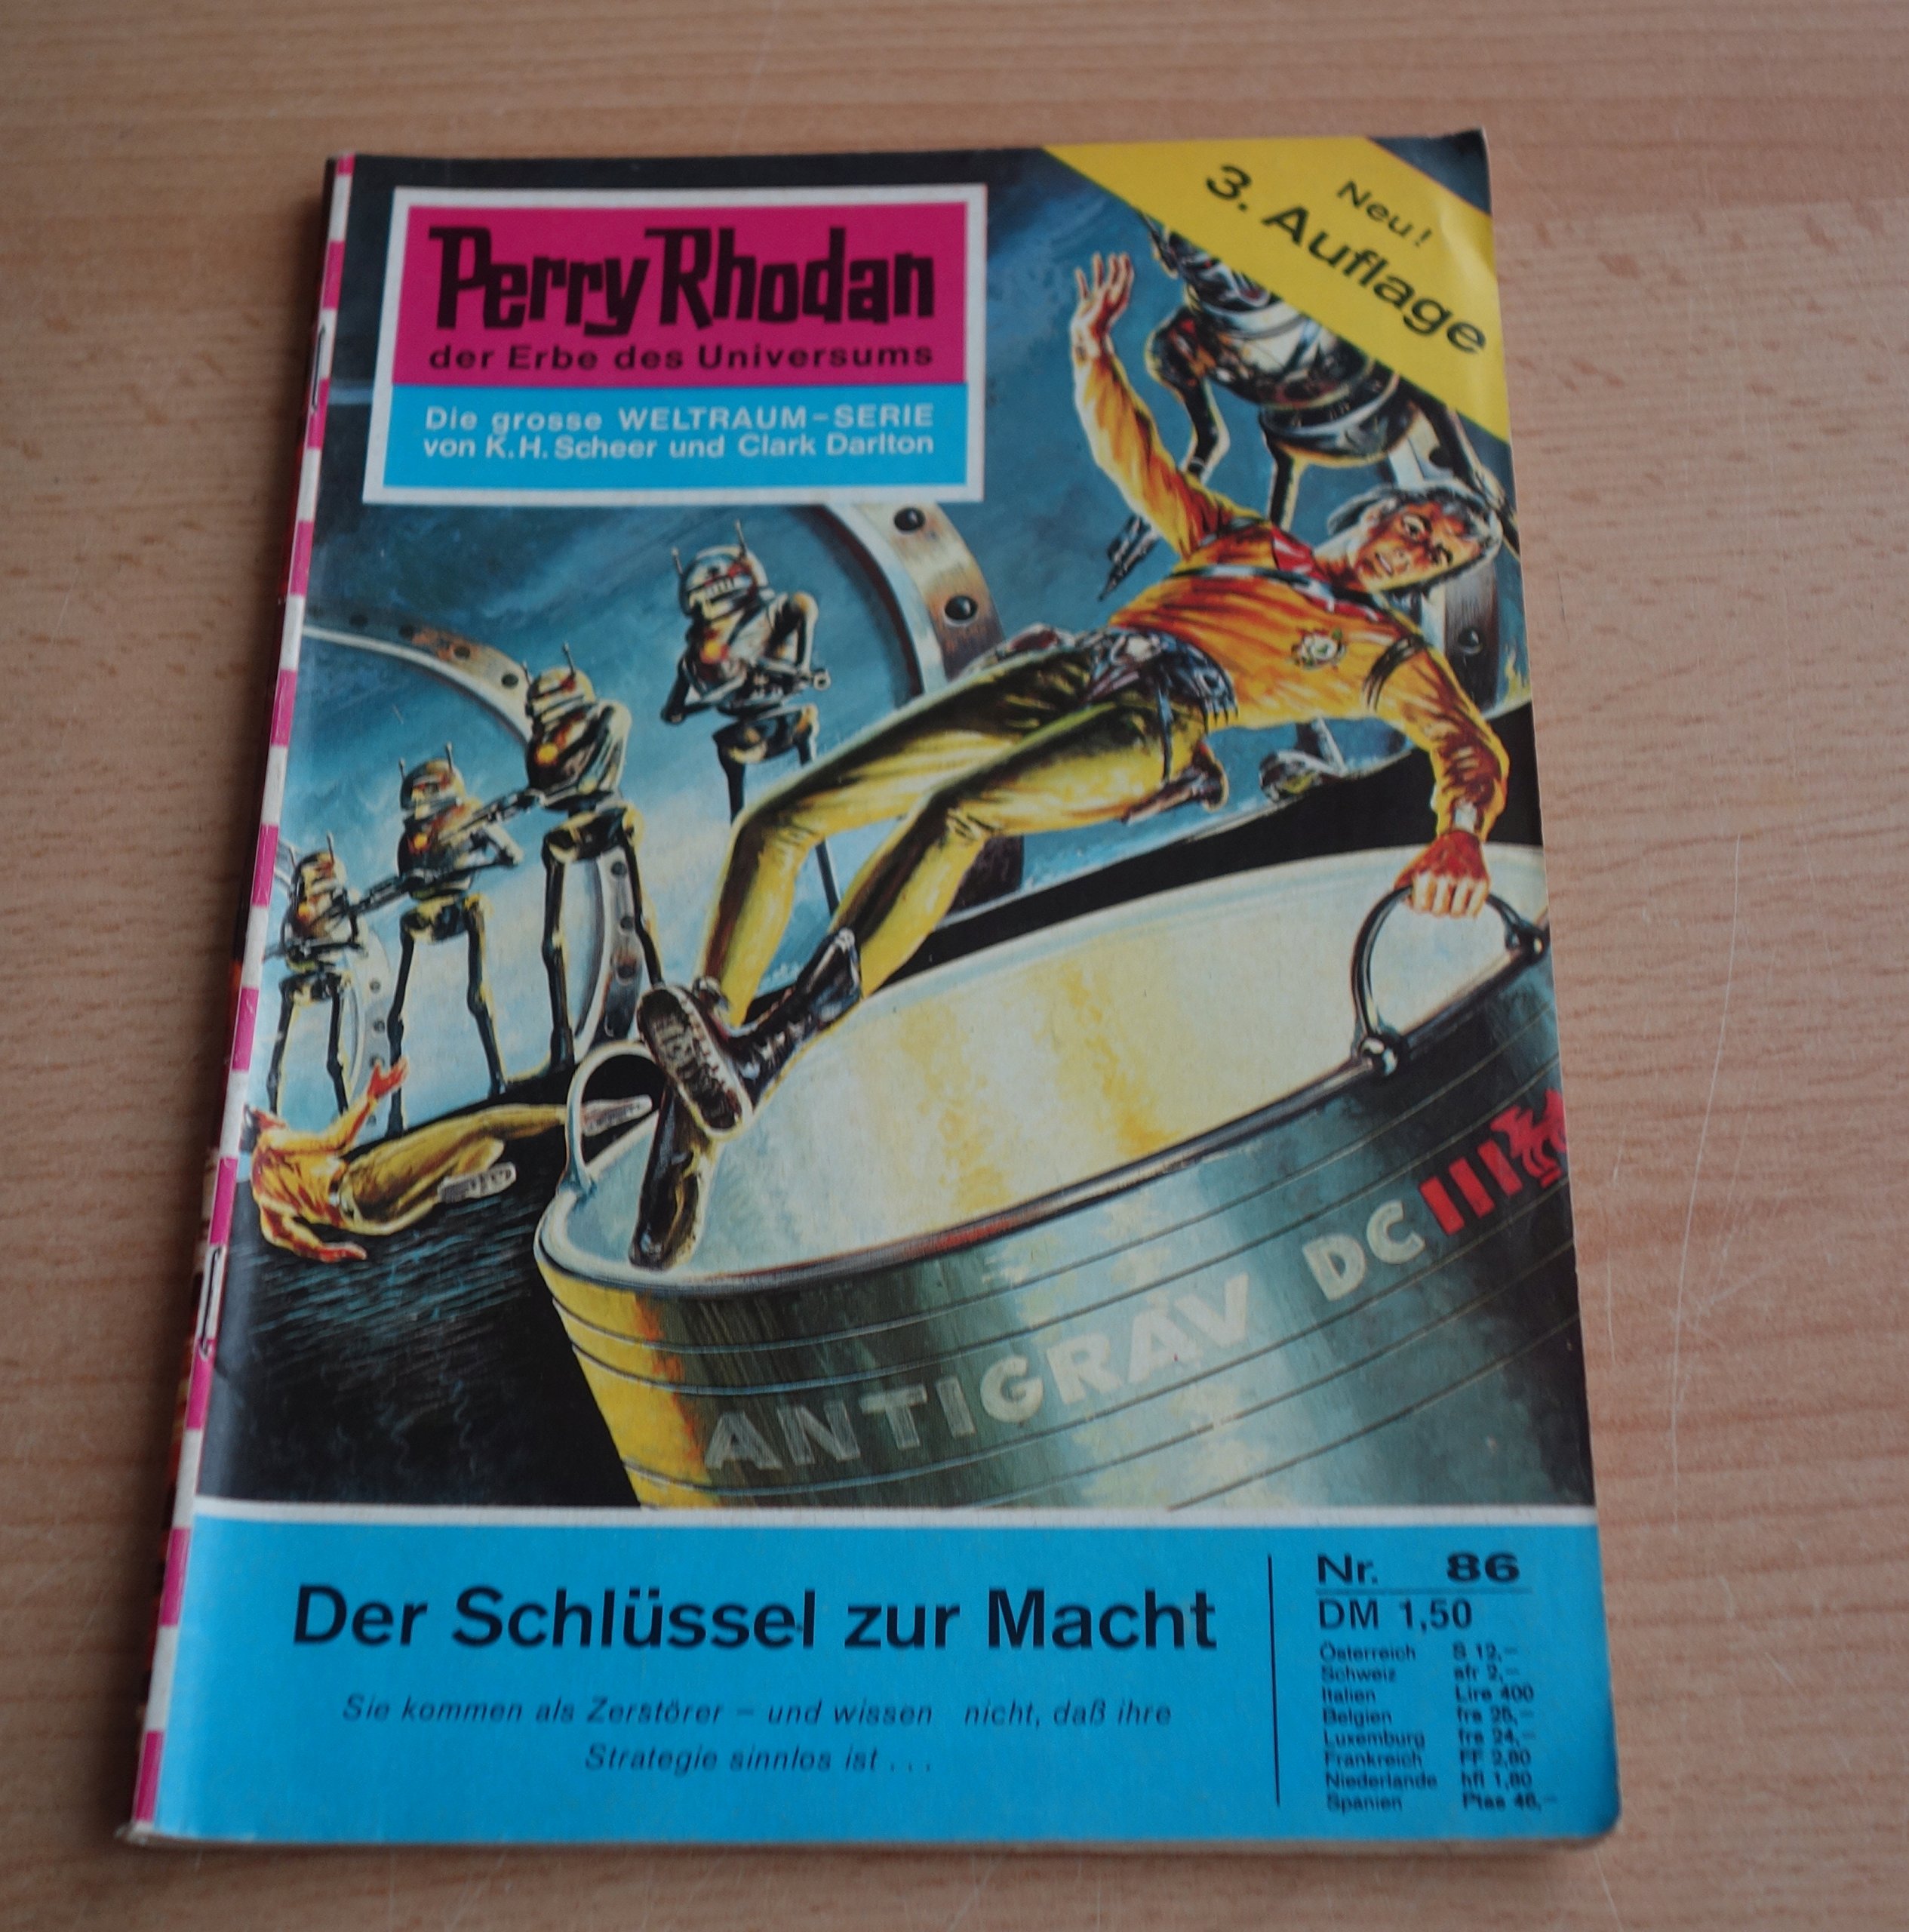 Neu!
3. Auflage
Perry Rhodan
der Erbe des Universums
Die grosse WELTRAUM-SERIE
von K.H. Scheer und Clark Darlton
ANTIGRAV DC III
Der Schlüssel zur Macht
Sie kommen als Zerstörer – und wissen nicht, daß ihre
Strategie sinnlos ist . . .
Nr. 86
DM 1,50
Österreich S 12,–
Schweiz sfr 2,–
Italien Lire 400
Belgien frs 26,–
Luxemburg frs 24,–
Frankreich FF 2,80
Niederlande hfl 1,80
Spanien Ptas 46,–